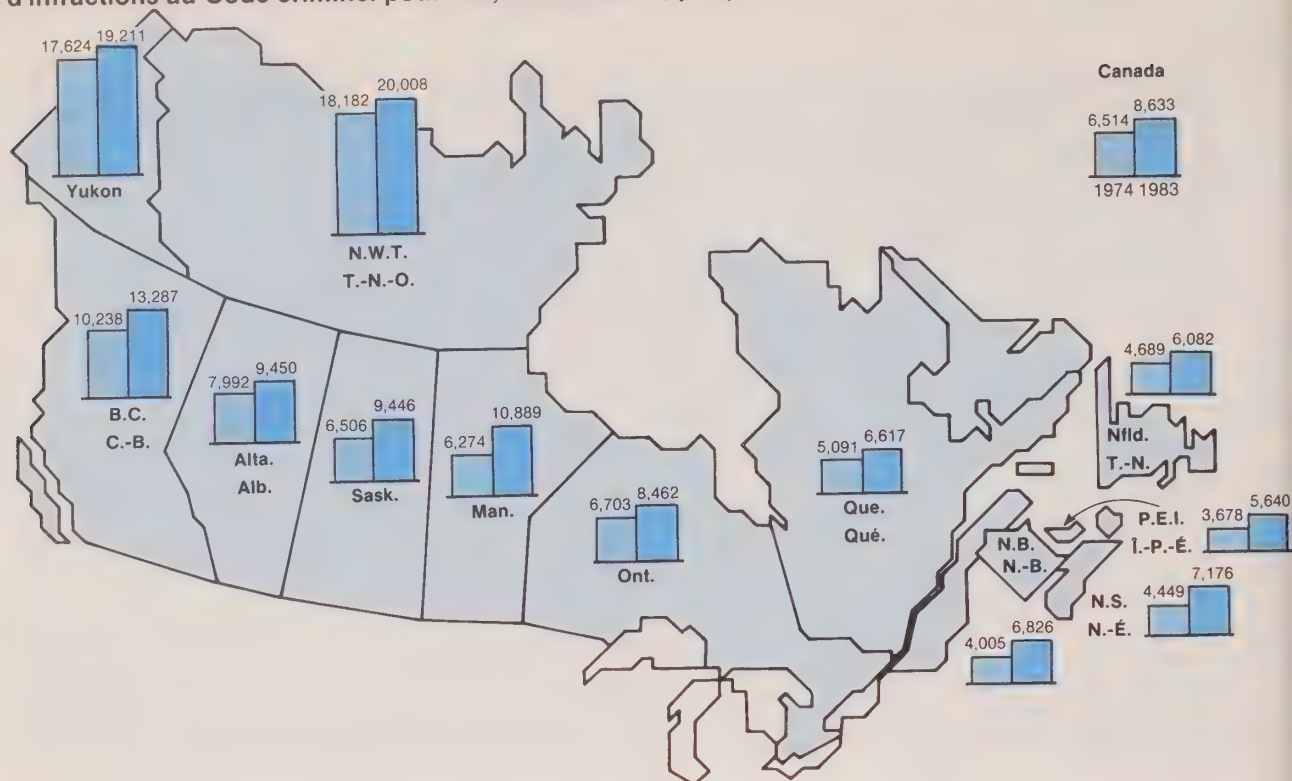 d'infractions au Code criminel
17,624 19,211
Yukon
18,182 20,008
N.W.T.
T.-N.-O.
Canada
6,514 8,633
1974 1983
10,238 13,287
B.C.
C.-B.
7,992 9,450
Alta.
Alb.
6,506 9,446
Sask.
6,274 10,889
Man.
6,703 8,462
Ont.
5,091 6,617
Que.
Qué.
4,689 6,082
Nfld.
T.-N.
P.E.I.
Î.-P.-É.
3,678 5,640
N.B.
N.-B.
N.S.
N.-É.
4,449 7,176
4,005 6,826